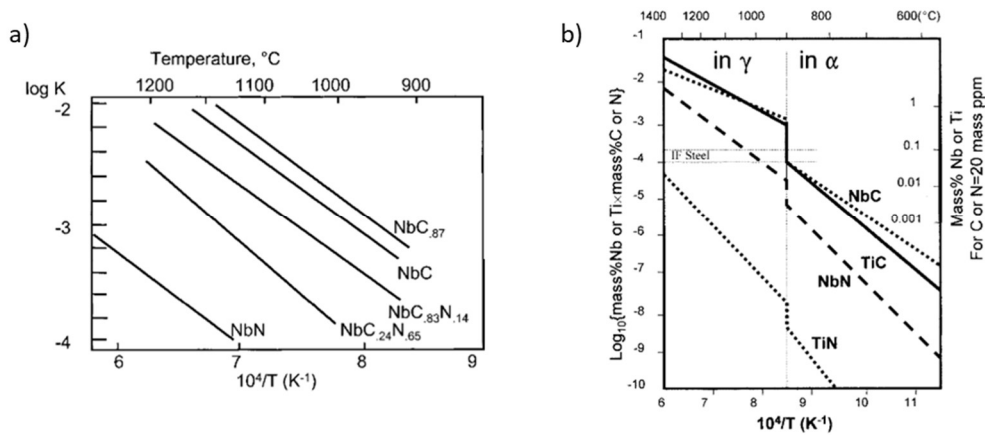 a)
Temperature, °C
log K
1200 1100 1000 900
-2
-3
-4
NbC.87
NbC
NbC.83N.14
NbC.24N.65
NbN
6 7 8 9
10⁴/T (K⁻¹)
b)
1400 1200 1000 900 800 600(°C)
Log₁₀{mass%Nb or Ti×mass%C or N}
-1
-2
-3
-4
-5
-6
-7
-8
-9
-10
in γ in α
IF Steel
NbC
TiC
NbN
TiN
1
0.1
0.01
0.001
Mass% Nb or Ti
For C or N=20 mass ppm
6 7 8 9 10 11
10⁴/T (K⁻¹)